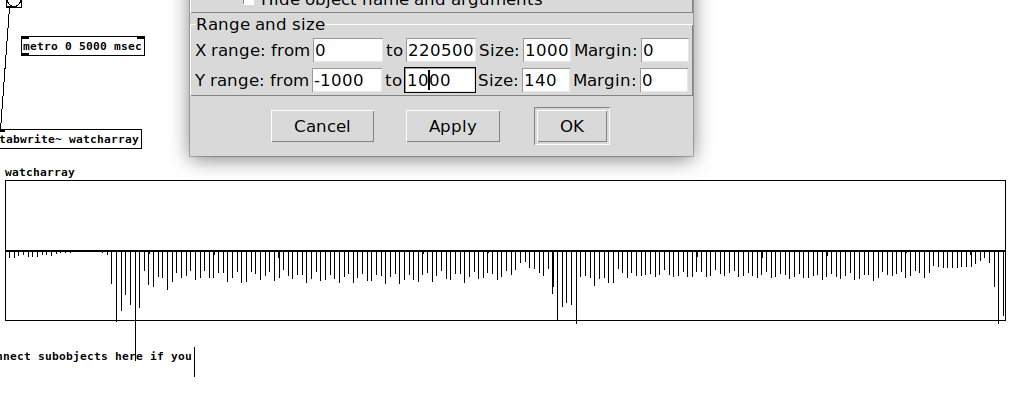 Hide object name and arguments
Range and size
X range: from 0 to 220500 Size: 1000 Margin: 0
Y range: from -1000 to 1000 Size: 140 Margin: 0
Cancel Apply OK
metro 0 5000 msec
tabwrite~ watcharray
watcharray
nnect subobjects here if you